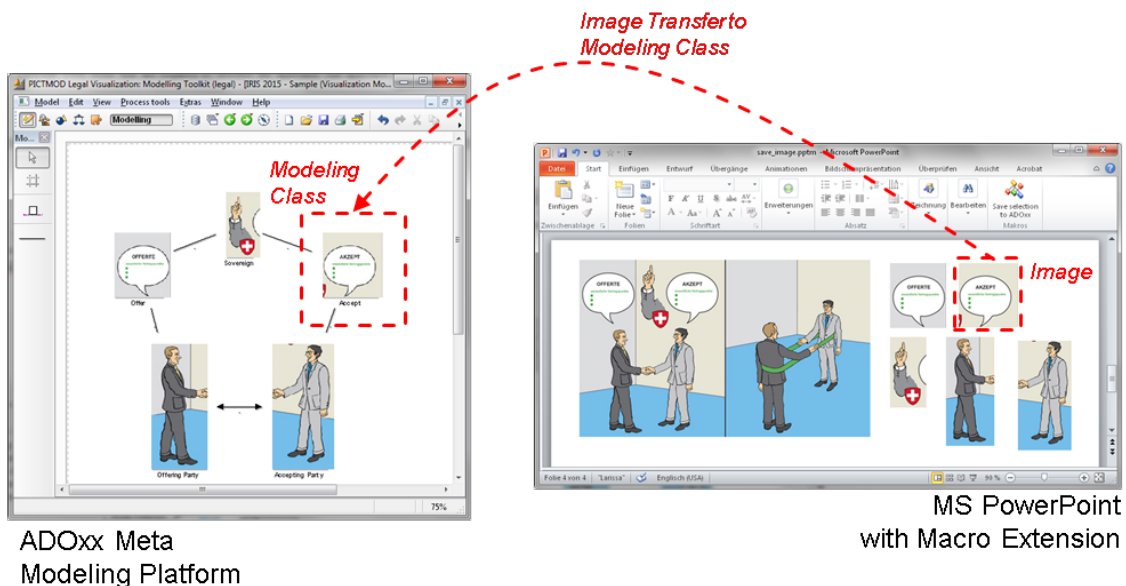 Image Transferto
Modeling Class
PICTMOD Legal Visualization: Modelling Toolkit (legal) - [IRIS 2015 - Sample (Visualization Mo...
Model Edit View Process tools Extras Window Help
Modelling
Mo...
Modeling
Class
OFFERTE
AKZEPT
Sovereign
Offer
Accept
Offering Party
Accepting Party
75%
ADOxx Meta
Modeling Platform
save_image.pptm - Microsoft PowerPoint
Datei Start Einfügen Entwurf Übergänge Animationen Bildschirmpräsentation Überprüfen Ansicht Acrobat
Einfügen
Neue
Folie
Erweiterungen
Zeichnung
Bearbeiten
Save selection
to ADOxx
Zwischenablage
Folien
Schriftart
Absatz
Makros
OFFERTE
AKZEPT
OFFERTE
AKZEPT
Image
Folie 4 von 4 "Larissa" Englisch (USA)
MS PowerPoint
with Macro Extension